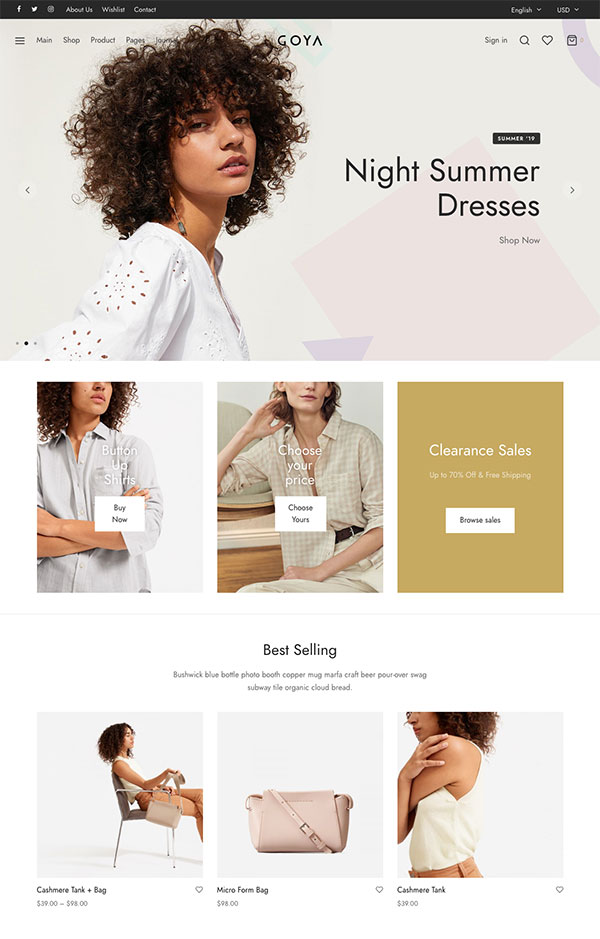 About Us Wishlist Contact English USD
Main Shop Product Pages Journal GOYA Sign in 0
SUMMER '19
Night Summer
Dresses
Shop Now
Button
Up
Shirts
Buy
Now
Choose
your
price
Choose
Yours
Clearance Sales
Up to 70% Off & Free Shipping
Browse sales
Best Selling
Bushwick blue bottle photo booth copper mug marfa craft beer pour-over swag
subway tile organic cloud bread.
Cashmere Tank + Bag
$39.00 – $98.00
Micro Form Bag
$98.00
Cashmere Tank
$39.00